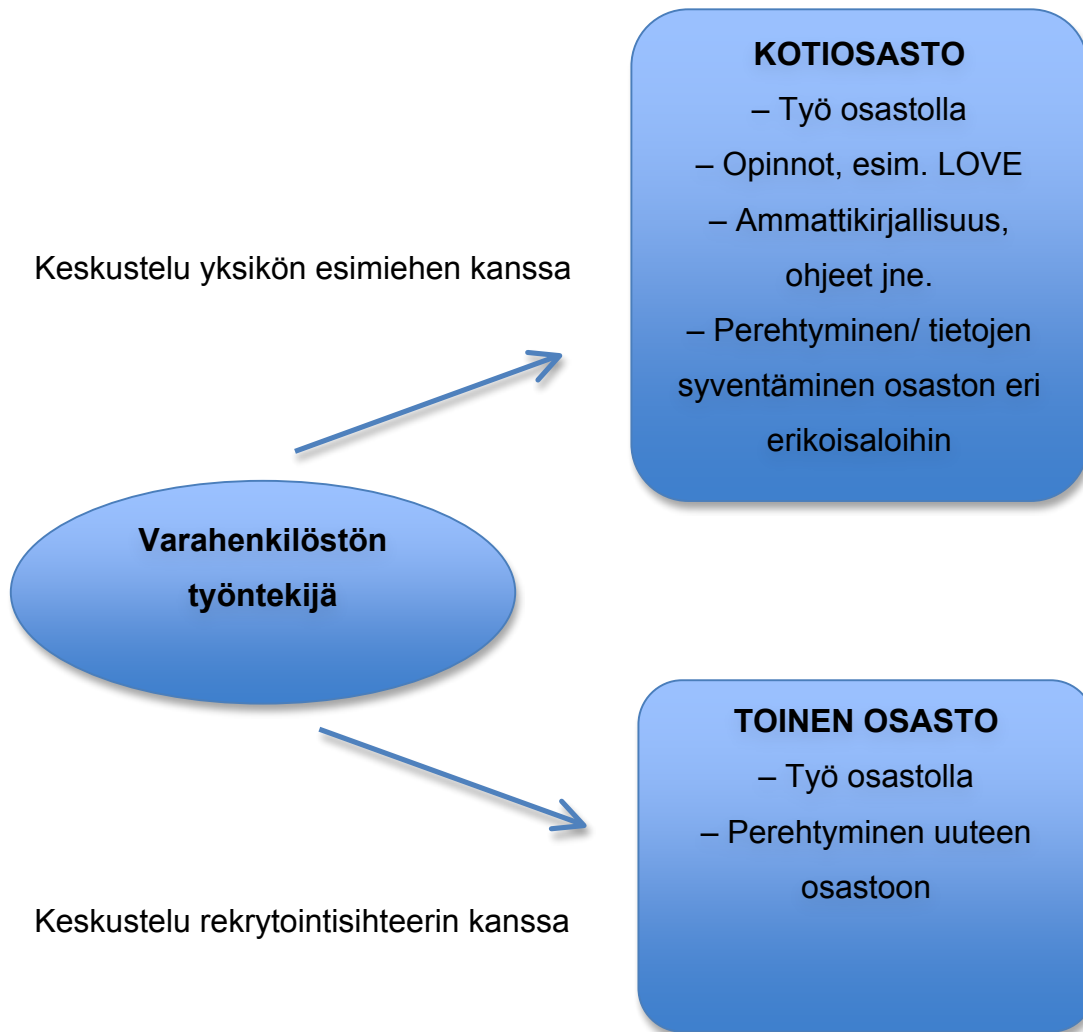 KOTIOSASTO
– Työ osastolla
– Opinnot, esim. LOVE
– Ammattikirjallisuus,
ohjeet jne.
– Perehtyminen/ tietojen
syventäminen osaston eri
erikoisaloihin
Keskustelu yksikön esimiehen kanssa
Varahenkilöstön
työntekijä
TOINEN OSASTO
– Työ osastolla
– Perehtyminen uuteen
osastoon
Keskustelu rekrytointisihteerin kanssa